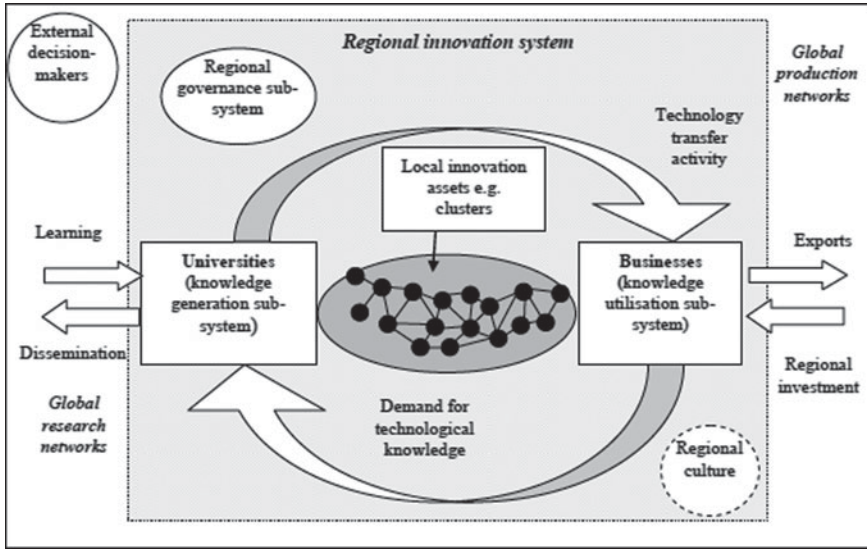 External
decision-
makers
Regional innovation system
Regional
governance sub-
system
Global
production
networks
Technology
transfer
activity
Local innovation
assets e.g.
clusters
Learning
Universities
(knowledge
generation sub-
system)
Businesses
(knowledge
utilisation sub-
system)
Exports
Dissemination
Regional
investment
Global
research
networks
Demand for
technological
knowledge
Regional
culture